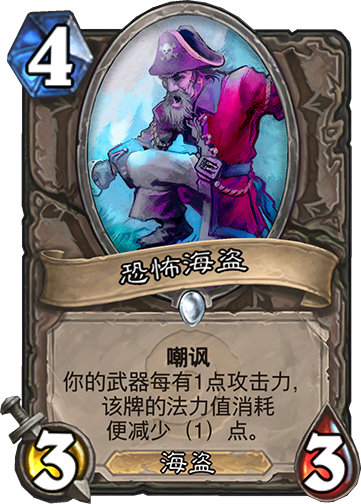 4
恐怖海盗
嘲讽
你的武器每有1点攻击力，
该牌的法力值消耗
便减少（1）点。
海盗
3
3